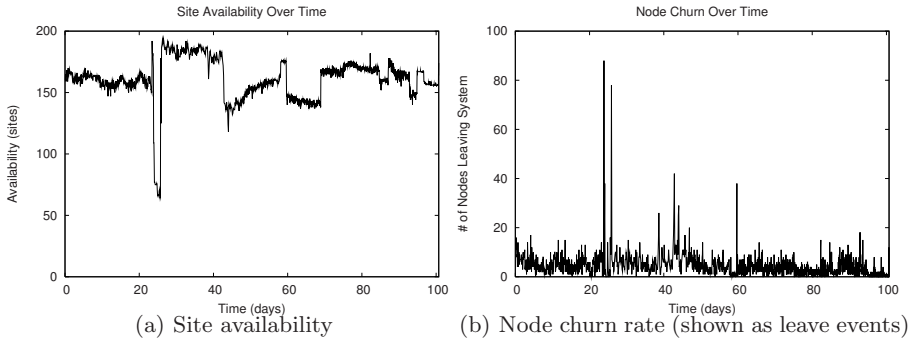 Site Availability Over Time
200
150
100
50
0
Availability (sites)
0 20 40 60 80 100
Time (days)
(a) Site availability
Node Churn Over Time
100
80
60
40
20
0
# of Nodes Leaving System
0 20 40 60 80 100
Time (days)
(b) Node churn rate (shown as leave events)